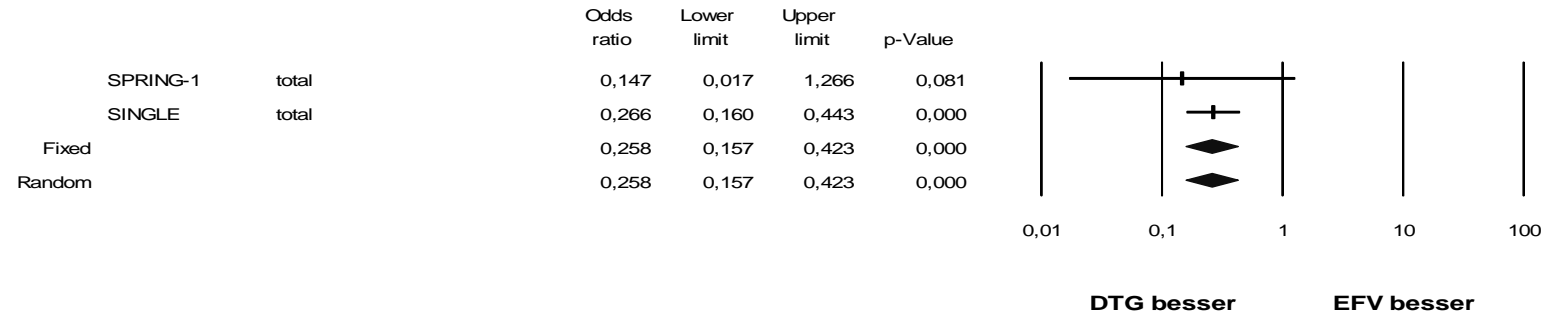 Odds Lower Upper
ratio limit limit p-Value
SPRING-1 total 0,147 0,017 1,266 0,081
SINGLE total 0,266 0,160 0,443 0,000
Fixed 0,258 0,157 0,423 0,000
Random 0,258 0,157 0,423 0,000
0,01 0,1 1 10 100
DTG besser EFV besser